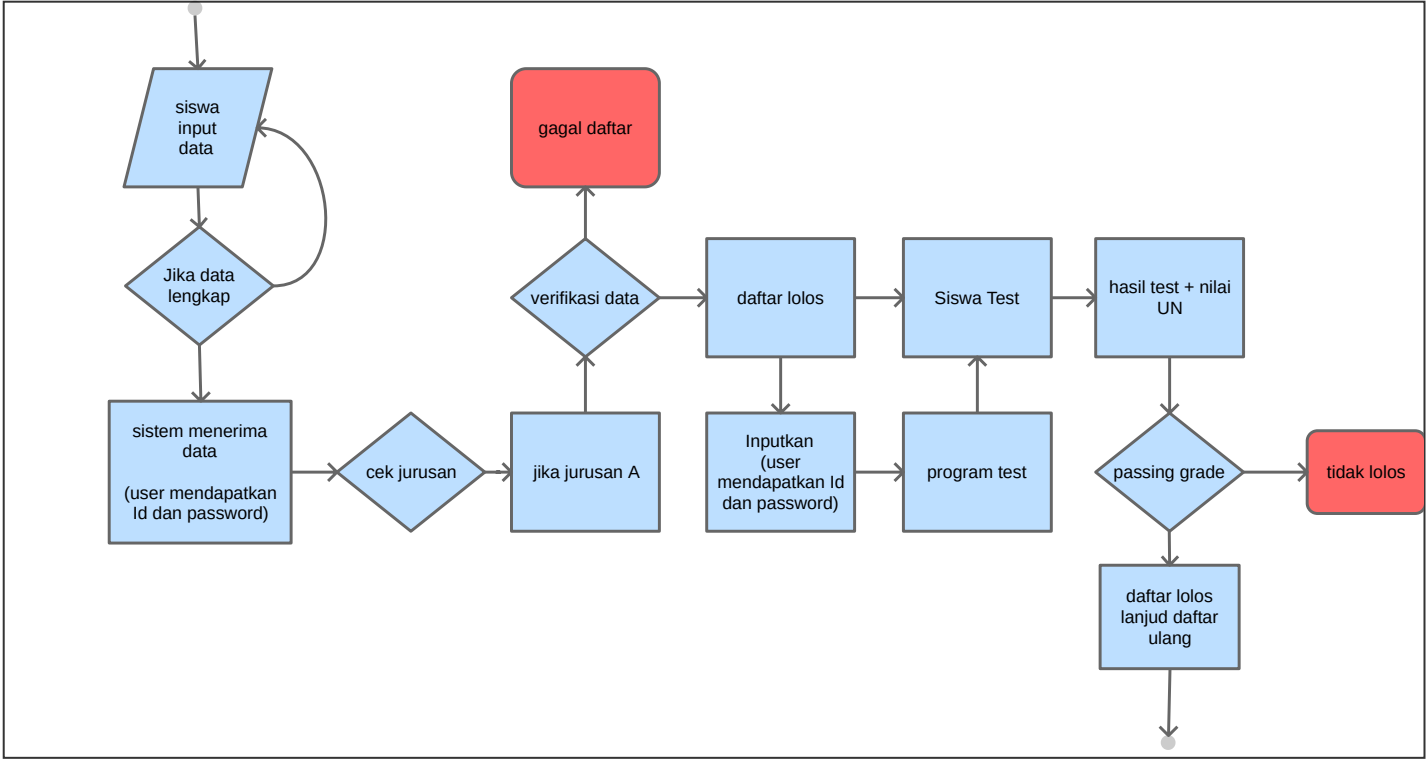 siswa
input
data
Jika data
lengkap
sistem menerima
data
(user mendapatkan
Id dan password)
cek jurusan
jika jurusan A
verifikasi data
gagal daftar
daftar lolos
Inputkan
(user
mendapatkan Id
dan password)
program test
Siswa Test
hasil test + nilai
UN
passing grade
tidak lolos
daftar lolos
lanjud daftar
ulang